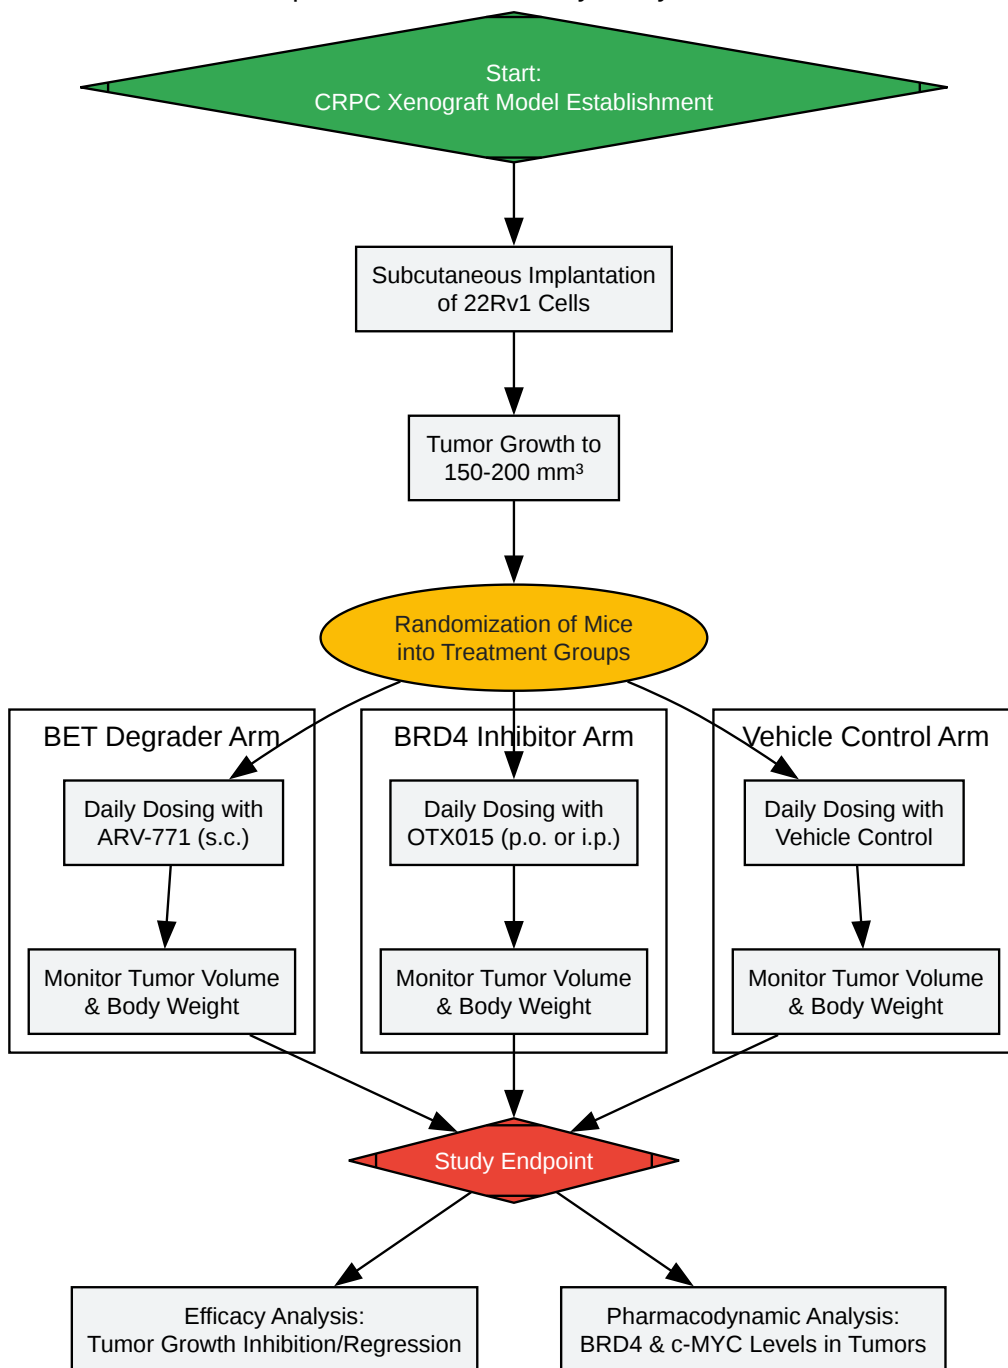 Start:
CRPC Xenograft Model Establishment
Subcutaneous Implantation
of 22Rv1 Cells
Tumor Growth to
150-200 mm³
Randomization of Mice
into Treatment Groups
BET Degrader Arm
BRD4 Inhibitor Arm
Vehicle Control Arm
Daily Dosing with
ARV-771 (s.c.)
Daily Dosing with
OTX015 (p.o. or i.p.)
Daily Dosing with
Vehicle Control
Monitor Tumor Volume
& Body Weight
Monitor Tumor Volume
& Body Weight
Monitor Tumor Volume
& Body Weight
Study Endpoint
Efficacy Analysis:
Tumor Growth Inhibition/Regression
Pharmacodynamic Analysis:
BRD4 & c-MYC Levels in Tumors